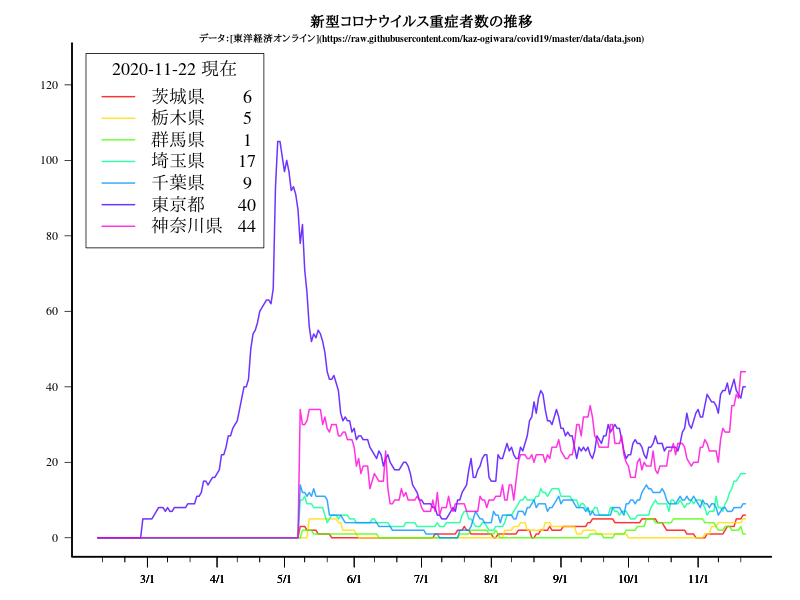 新型コロナウイルス重症者数の推移
データ：[東洋経済オンライン](https://raw.githubusercontent.com/kaz-ogiwara/covid19/master/data/data.json)
2020-11-22 現在
茨城県 6
栃木県 5
群馬県 1
埼玉県 17
千葉県 9
東京都 40
神奈川県 44
120
100
80
60
40
20
0
3/1 4/1 5/1 6/1 7/1 8/1 9/1 10/1 11/1